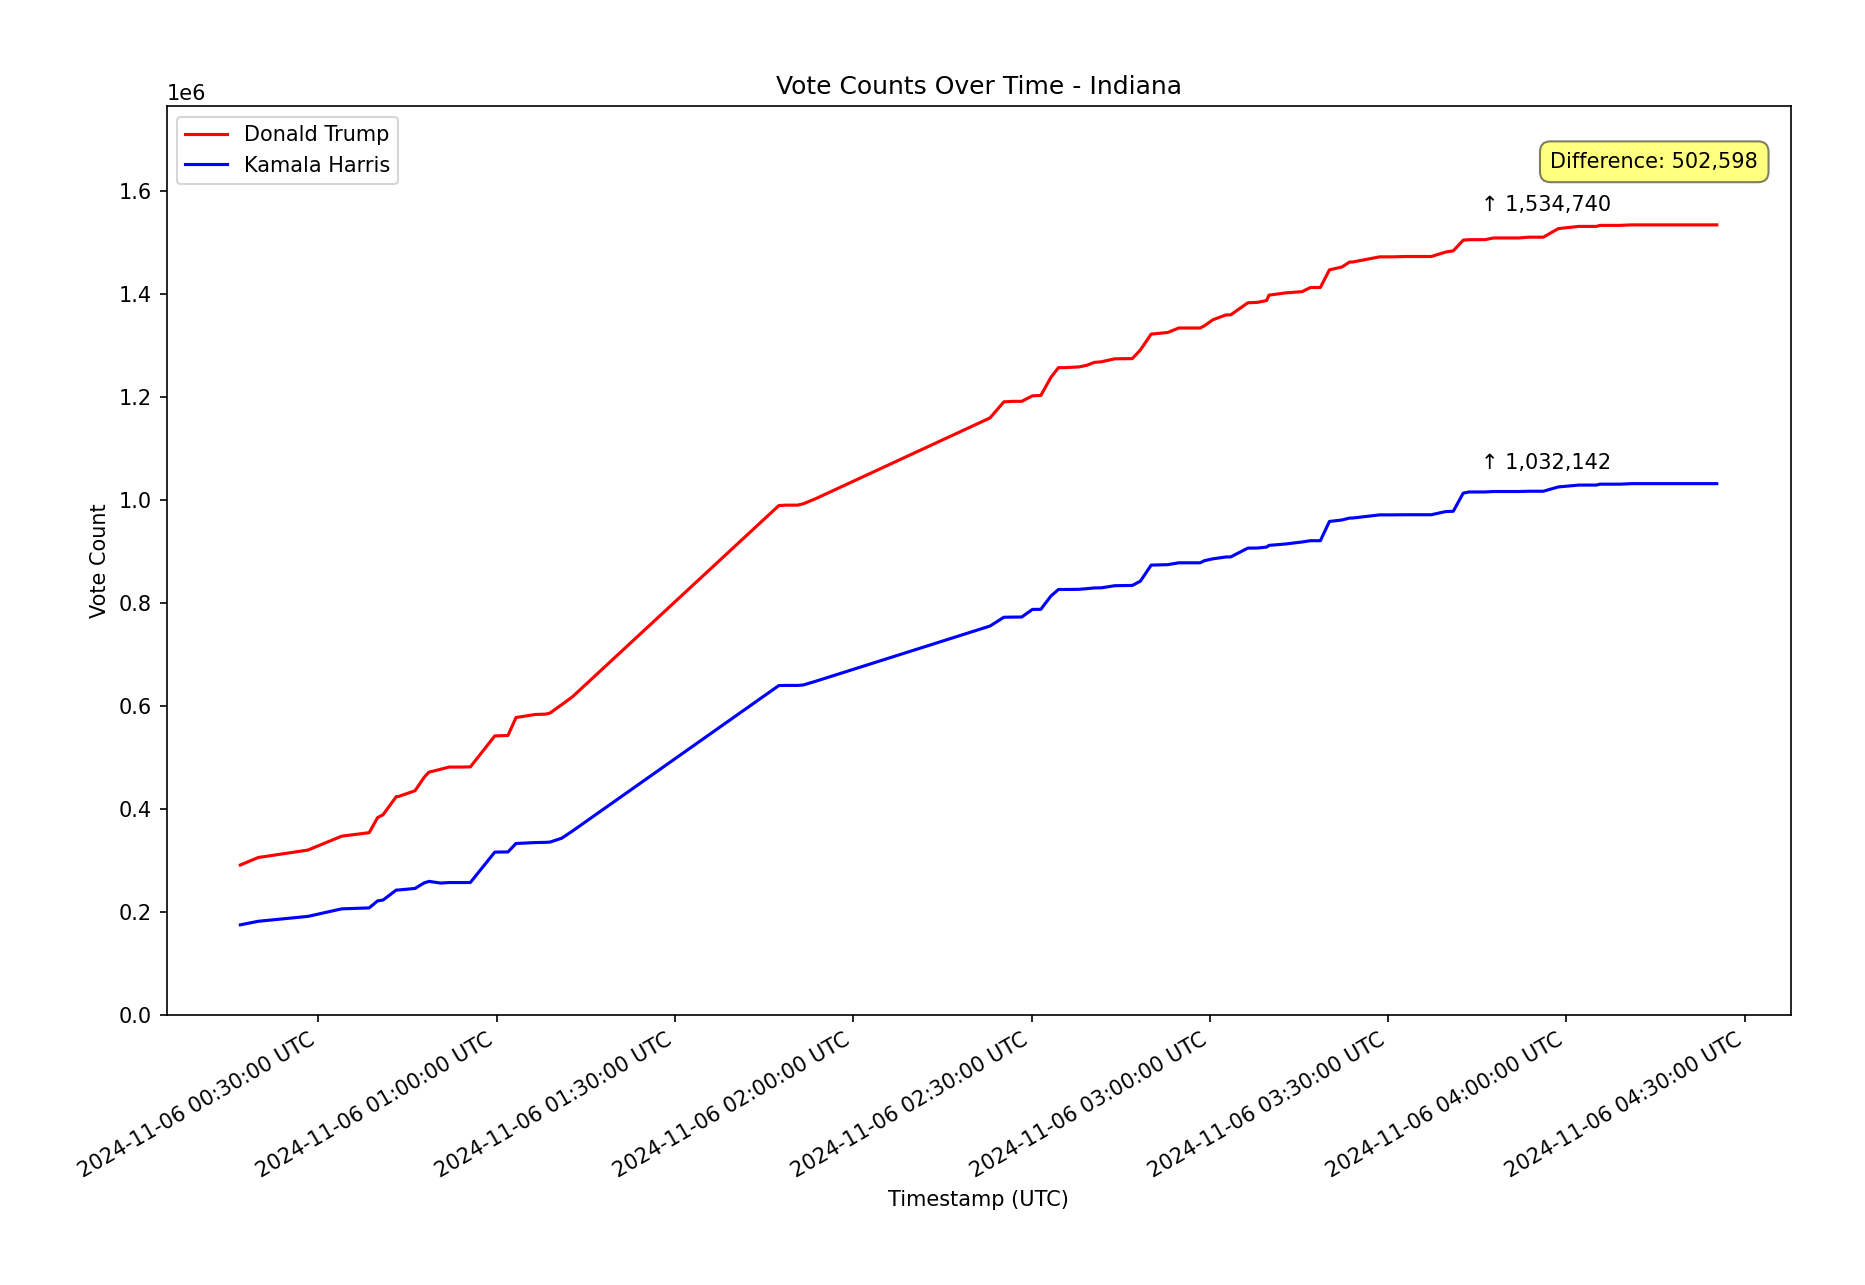 Vote Counts Over Time - Indiana
1e6
Donald Trump
Kamala Harris
Difference: 502,598
↑ 1,534,740
↑ 1,032,142
Vote Count
1.6
1.4
1.2
1.0
0.8
0.6
0.4
0.2
0.0
2024-11-06 00:30:00 UTC
2024-11-06 01:00:00 UTC
2024-11-06 01:30:00 UTC
2024-11-06 02:00:00 UTC
2024-11-06 02:30:00 UTC
2024-11-06 03:00:00 UTC
2024-11-06 03:30:00 UTC
2024-11-06 04:00:00 UTC
2024-11-06 04:30:00 UTC
Timestamp (UTC)